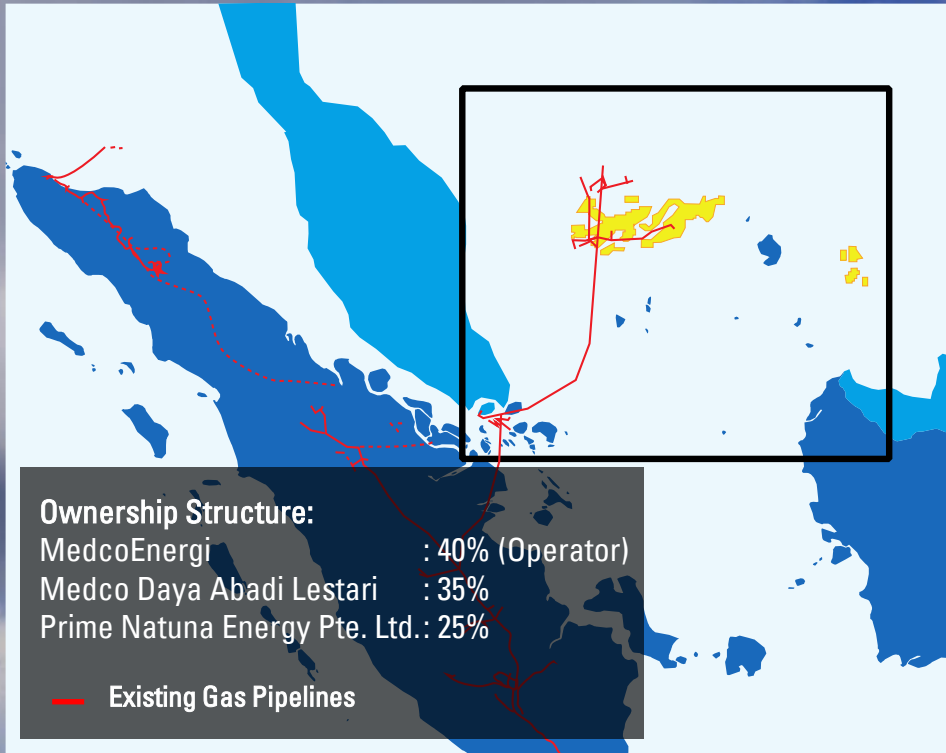 Ownership Structure:
MedcoEnergi : 40% (Operator)
Medco Daya Abadi Lestari : 35%
Prime Natuna Energy Pte. Ltd. : 25%
Existing Gas Pipelines